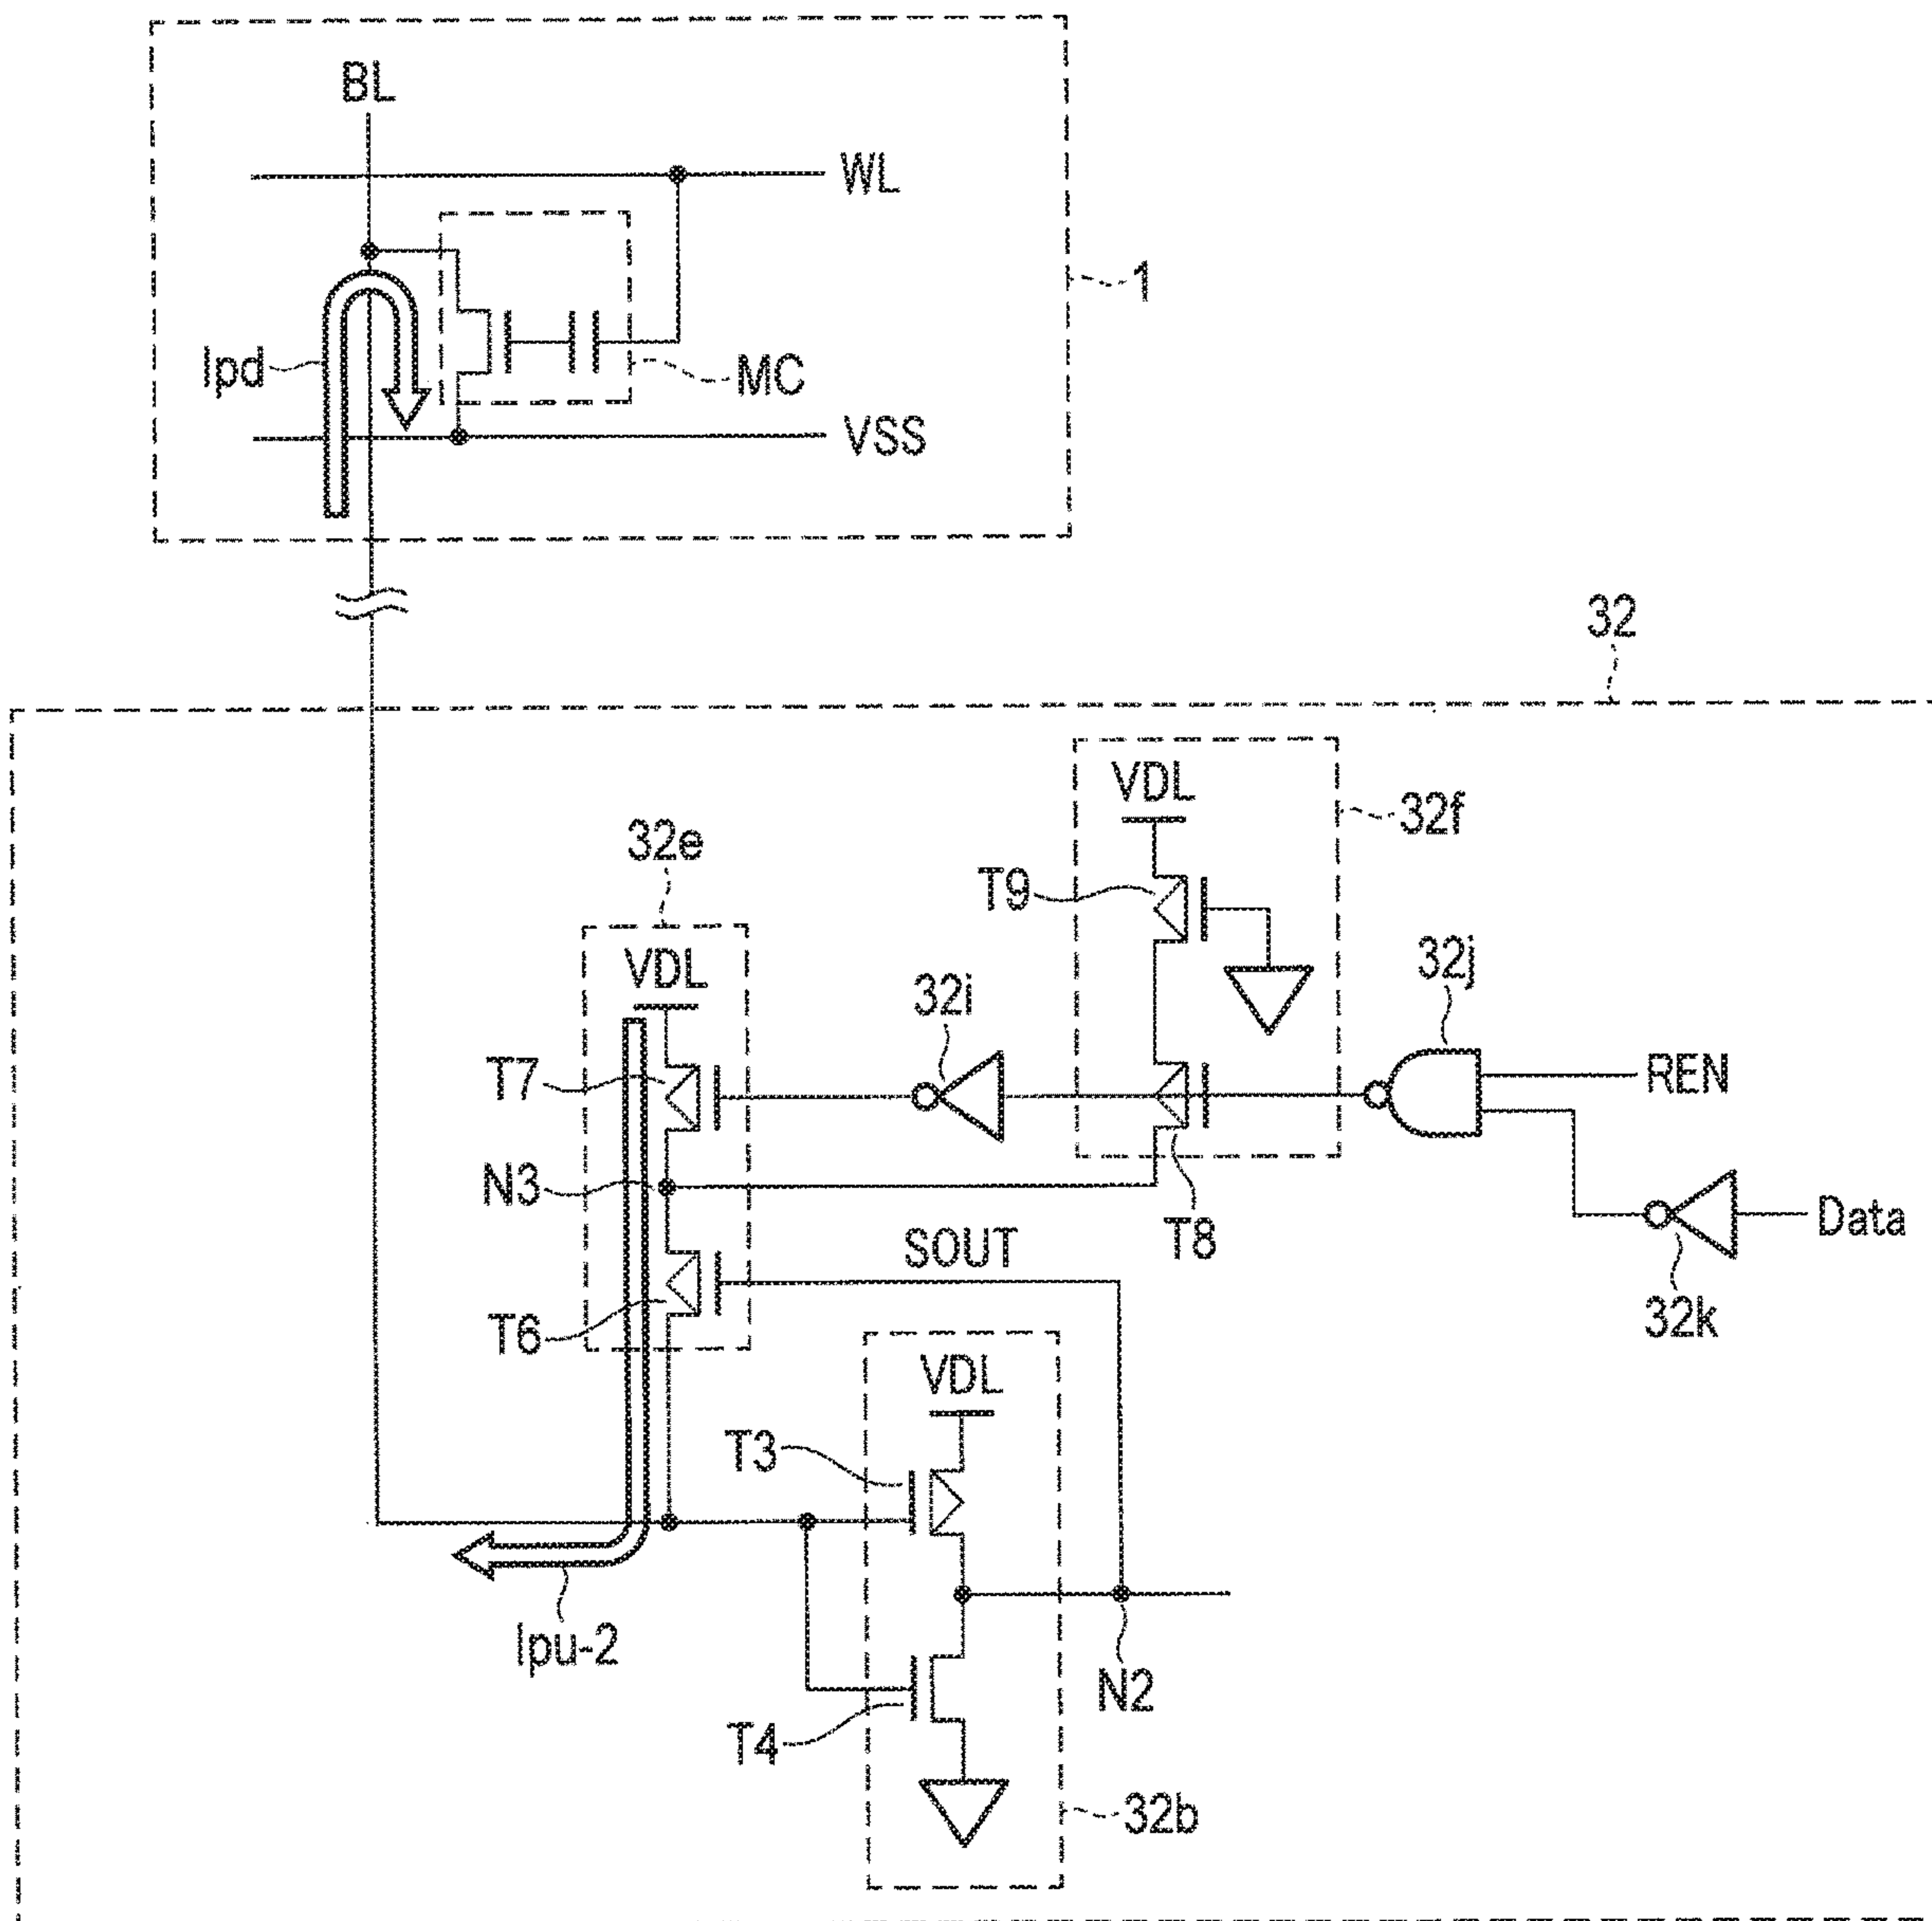 BL
WL
1
Ipd
MC
VSS
32
VDL
32f
32e
T9
VDL
32j
32i
T7
REN
N3
Data
T8
SOUT
T6
32k
VDL
T3
Ipu-2
N2
T4
32b